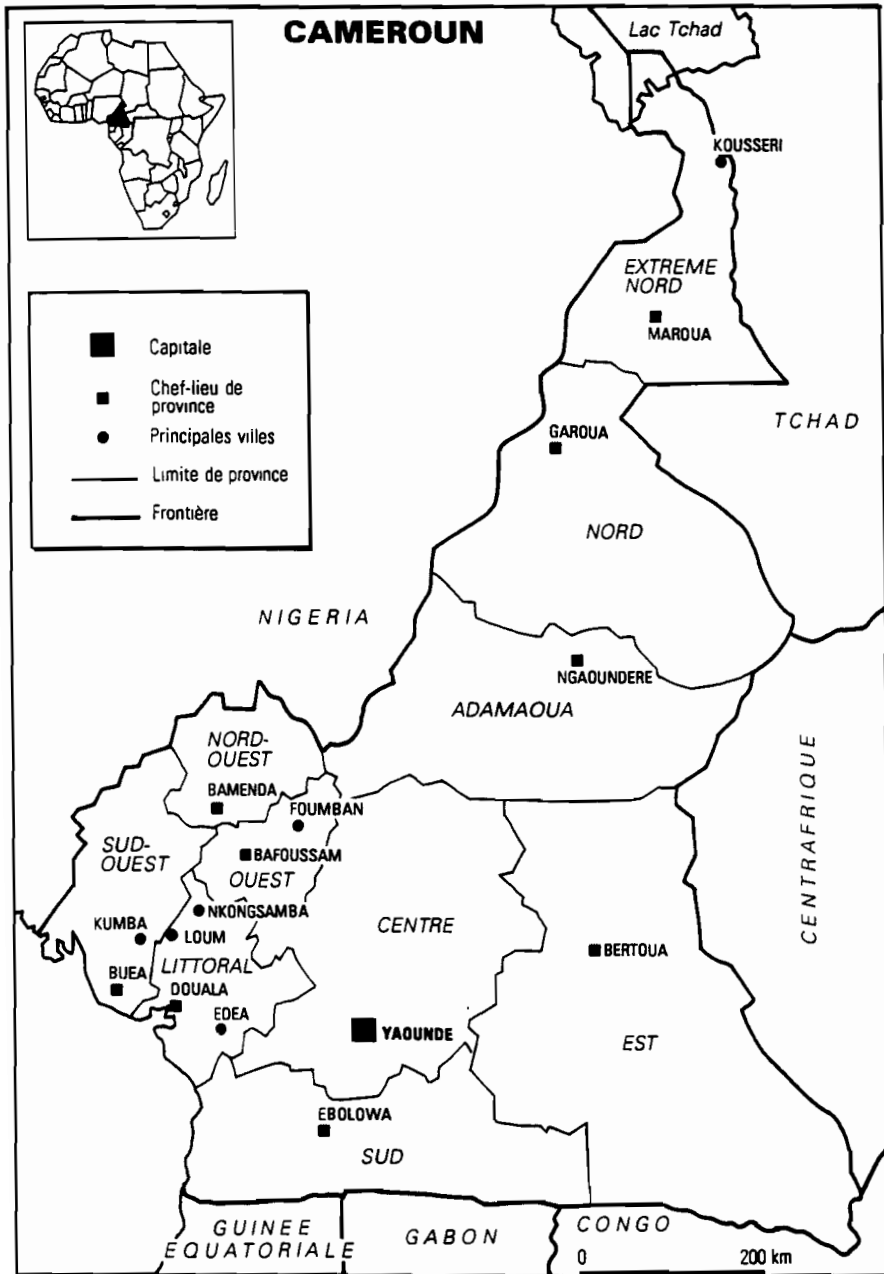 CAMEROUN
Lac Tchad
KOUSSERI
EXTREME
NORD
MAROUA
Capitale
Chef-lieu de
province
Principales villes
Limite de province
Frontière
TCHAD
GAROUA
NORD
NIGERIA
NGAOUNDERE
ADAMAOUA
NORD-
OUEST
BAMENDA
FOUMBAN
SUD-
OUEST
BAFOUSSAM
OUEST
CENTRAFRIQUE
NKONGSAMBA
KUMBA
LOUM
CENTRE
BERTOUA
LITTORAL
BUEA
DOUALA
EDEA
YAOUNDE
EST
EBOLOWA
SUD
GUINEE
EQUATORIALE
GABON
CONGO
0 200 km